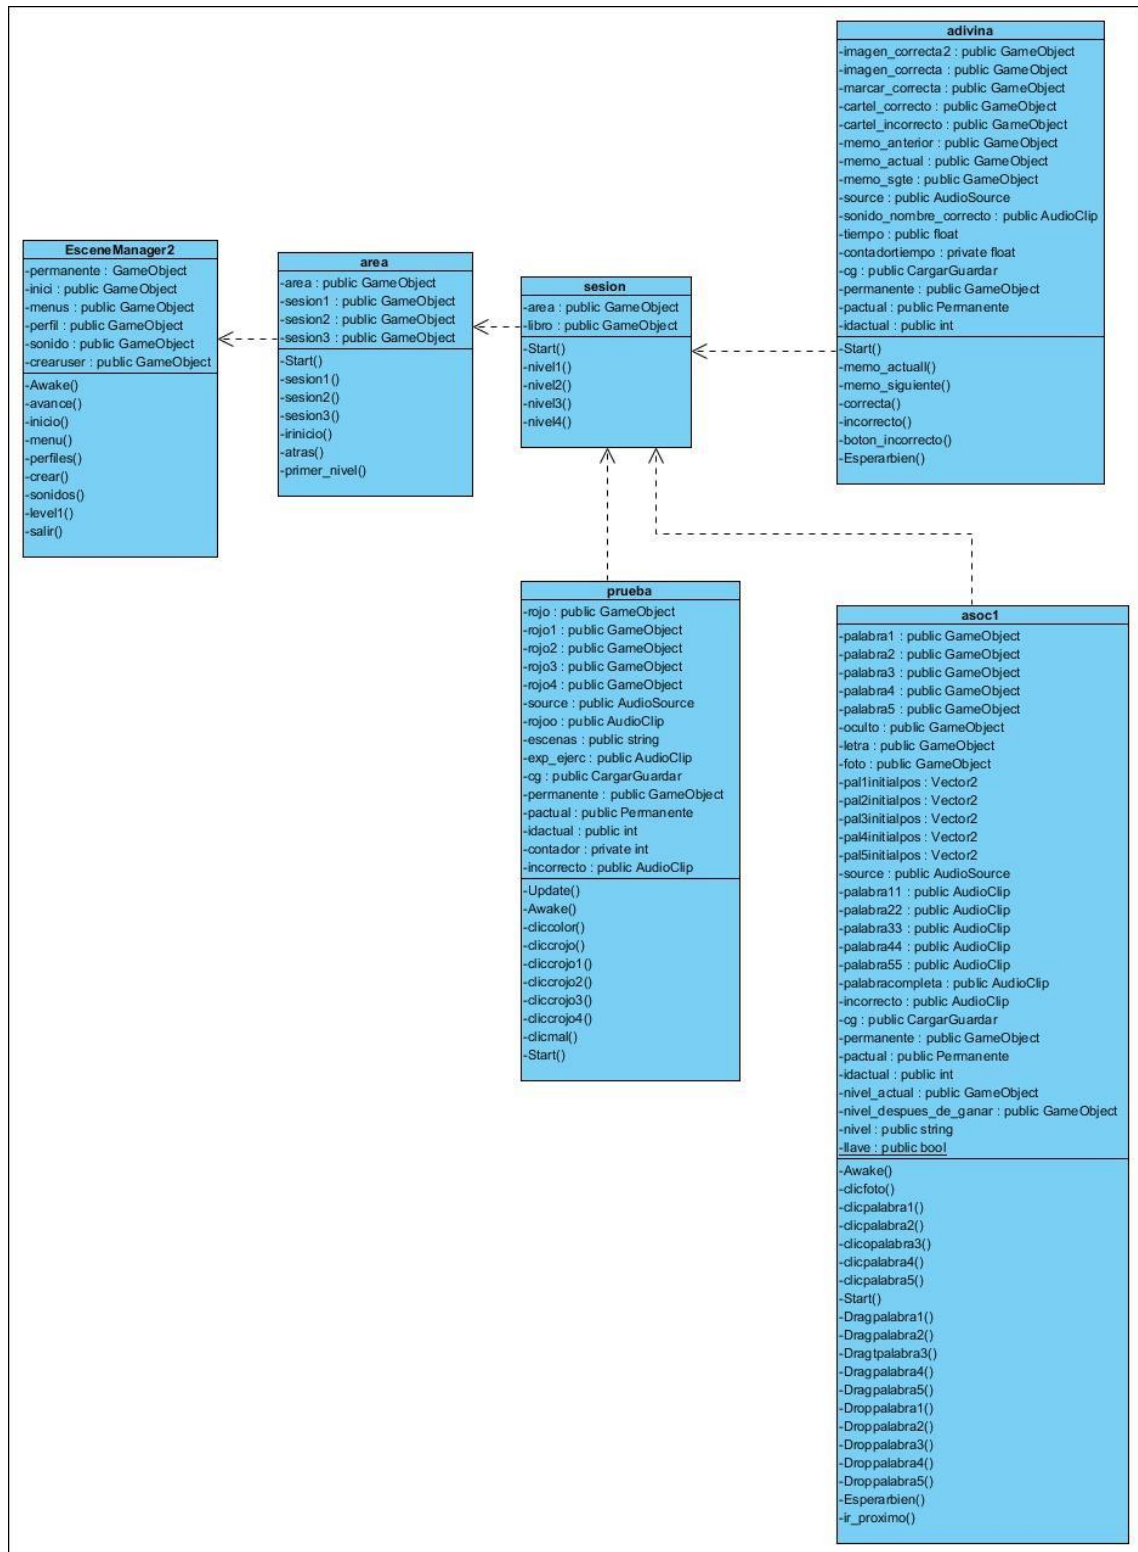 EsceneManager2
-permanente : GameObject
-inici : public GameObject
-menus : public GameObject
-perfil : public GameObject
-sonido : public GameObject
-crearuser : public GameObject
-Awake()
-avance()
-inicio()
-menu()
-perfiles()
-crear()
-sonidos()
-level1()
-salir()
area
-area : public GameObject
-sesion1 : public GameObject
-sesion2 : public GameObject
-sesion3 : public GameObject
-Start()
-sesion1()
-sesion2()
-sesion3()
-irinicio()
-atras()
-primer_nivel()
sesion
-area : public GameObject
-libro : public GameObject
-Start()
-nivel1()
-nivel2()
-nivel3()
-nivel4()
adivina
-imagen_correcta2 : public GameObject
-imagen_correcta : public GameObject
-marcar_correcta : public GameObject
-cartel_correcto : public GameObject
-cartel_incorrecto : public GameObject
-memo_anterior : public GameObject
-memo_actual : public GameObject
-memo_sgte : public GameObject
-source : public AudioSource
-sonido_nombre_correcto : public AudioClip
-tiempo : public float
-contadortiempo : private float
-cg : public CargarGuardar
-permanente : public GameObject
-pactual : public Permanente
-idactual : public int
-Start()
-memo_actuall()
-memo_siguiente()
-correcta()
-incorrecto()
-boton_incorrecto()
-Esperarbien()
prueba
-rojo : public GameObject
-rojo1 : public GameObject
-rojo2 : public GameObject
-rojo3 : public GameObject
-rojo4 : public GameObject
-source : public AudioSource
-rojoo : public AudioClip
-escenas : public string
-exp_ejerc : public AudioClip
-cg : public CargarGuardar
-permanente : public GameObject
-pactual : public Permanente
-idactual : public int
-contador : private int
-incorrecto : public AudioClip
-Update()
-Awake()
-cliccolor()
-cliccrojo()
-cliccrojo1()
-cliccrojo2()
-cliccrojo3()
-cliccrojo4()
-clicmal()
-Start()
asoc1
-palabra1 : public GameObject
-palabra2 : public GameObject
-palabra3 : public GameObject
-palabra4 : public GameObject
-palabra5 : public GameObject
-oculto : public GameObject
-letra : public GameObject
-foto : public GameObject
-pal1initialpos : Vector2
-pal2initialpos : Vector2
-pal3initialpos : Vector2
-pal4initialpos : Vector2
-pal5initialpos : Vector2
-source : public AudioSource
-palabra11 : public AudioClip
-palabra22 : public AudioClip
-palabra33 : public AudioClip
-palabra44 : public AudioClip
-palabra55 : public AudioClip
-palabracompleta : public AudioClip
-incorrecto : public AudioClip
-cg : public CargarGuardar
-permanente : public GameObject
-pactual : public Permanente
-idactual : public int
-nivel_actual : public GameObject
-nivel_despues_de_ganar : public GameObject
-nivel : public string
-llave : public bool
-Awake()
-clicfoto()
-clicpalabra1()
-clicpalabra2()
-clicopalabra3()
-clicpalabra4()
-clicpalabra5()
-Start()
-Dragpalabra1()
-Dragpalabra2()
-Dragtpalabra3()
-Dragpalabra4()
-Dragpalabra5()
-Droppalabra1()
-Droppalabra2()
-Droppalabra3()
-Droppalabra4()
-Droppalabra5()
-Esperarbien()
-ir_proximo()